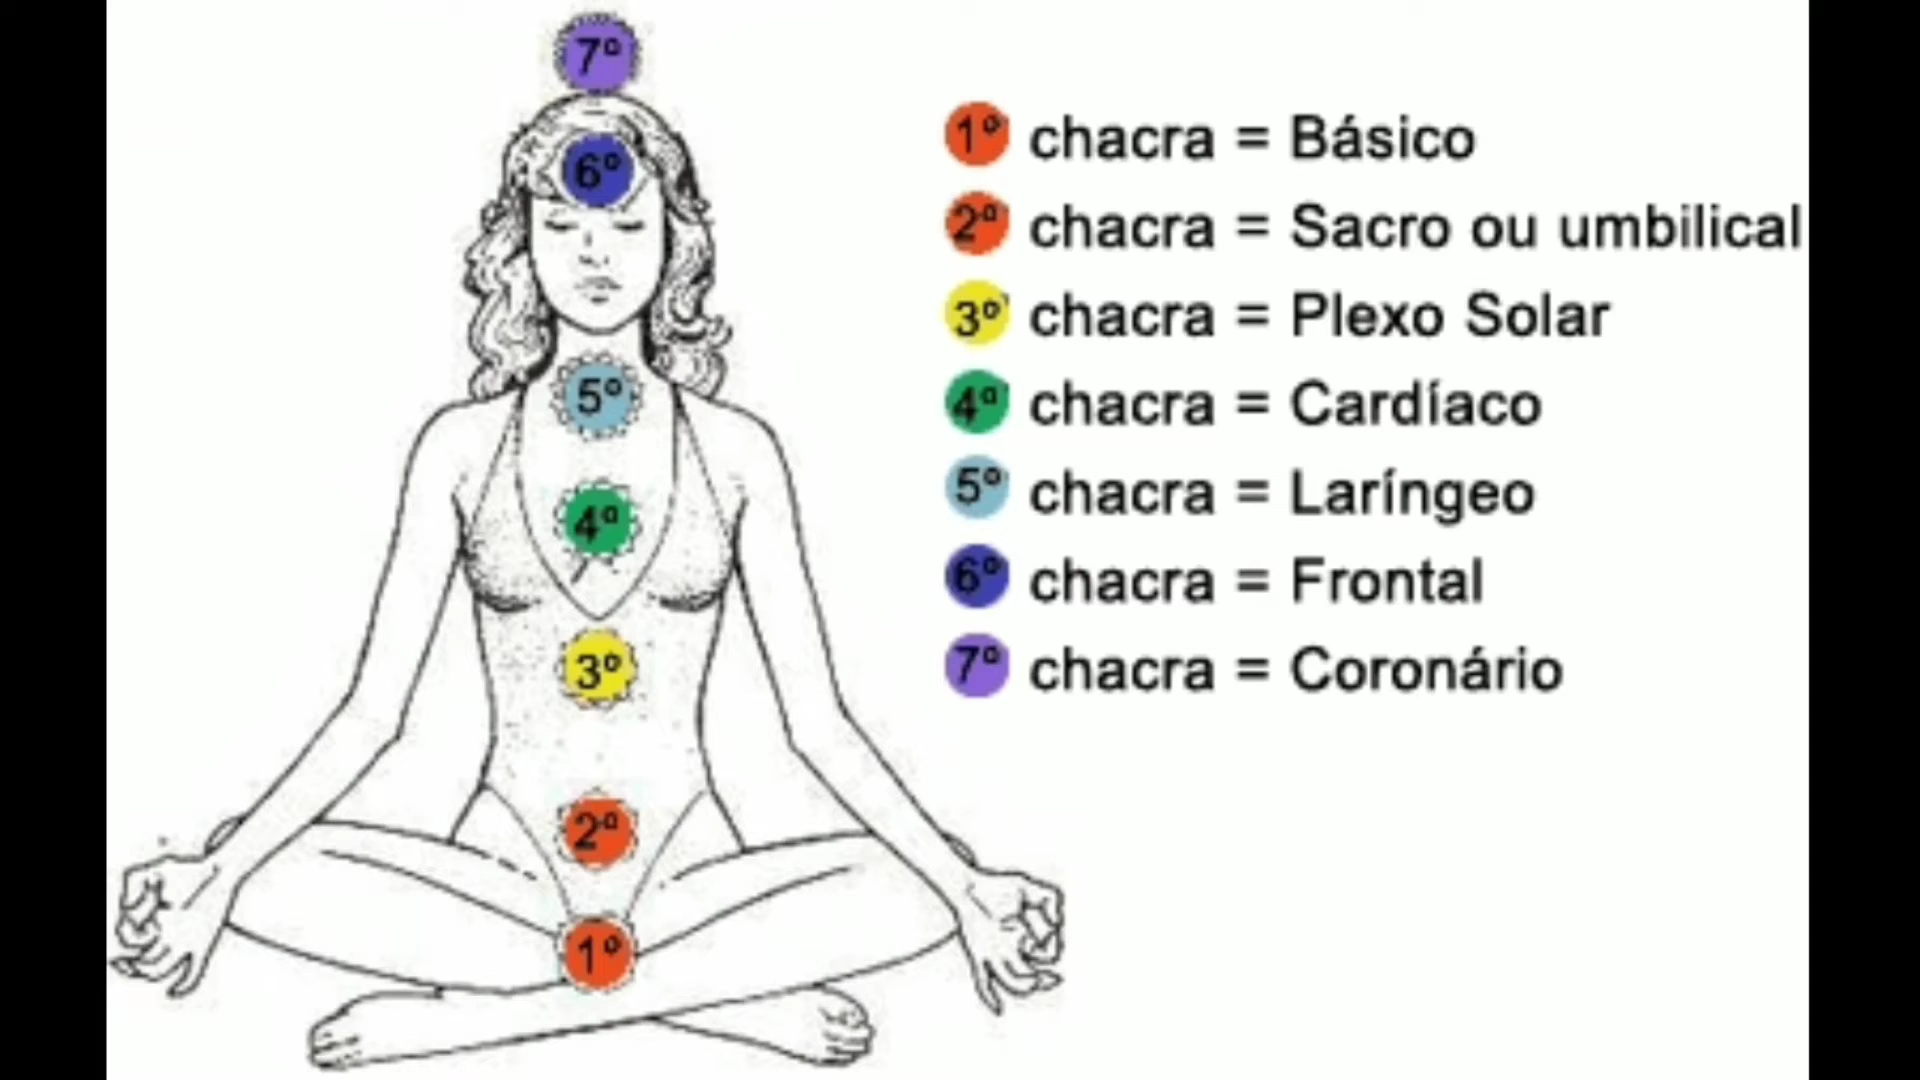 7º
6º
5º
4º
3º
2º
1º
1º chacra = Básico
2º chacra = Sacro ou umbilical
3º chacra = Plexo Solar
4º chacra = Cardíaco
5º chacra = Laríngeo
6º chacra = Frontal
7º chacra = Coronário